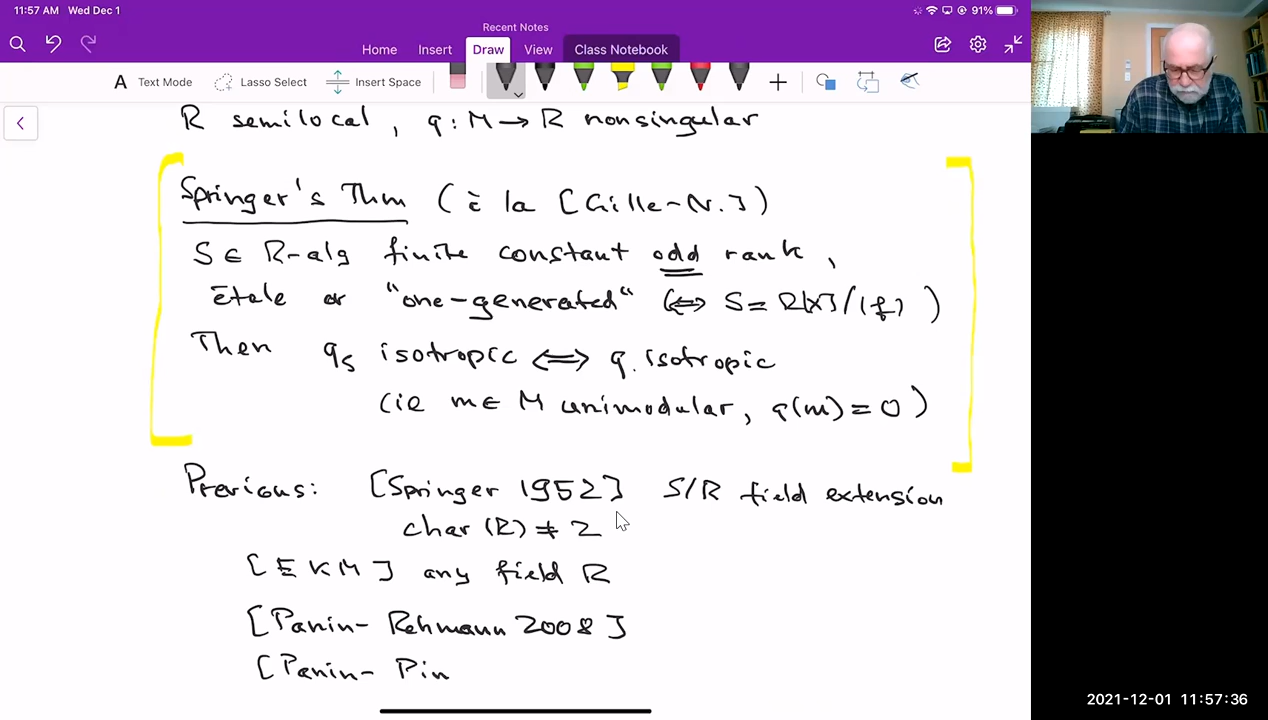 11:57 AM Wed Dec 1
91%
Recent Notes
Home Insert Draw View Class Notebook
Text Mode Lasso Select Insert Space
R semilocal, q : M → R nonsingular
Springer's Thm (à la [Gille-N.])
S ∈ R-alg finite constant odd rank,
étale or "one-generated" (⇔ S = R[X]/(f))
Then q_S isotropic ⇔ q isotropic
(ie m ∈ M unimodular, q(m) = 0)
Previous: [Springer 1952] S/R field extension
char (R) ≠ 2
[EKM] any field R
[Panin- Rehmann 2008]
[Panin- Pin
2021-12-01 11:57:36